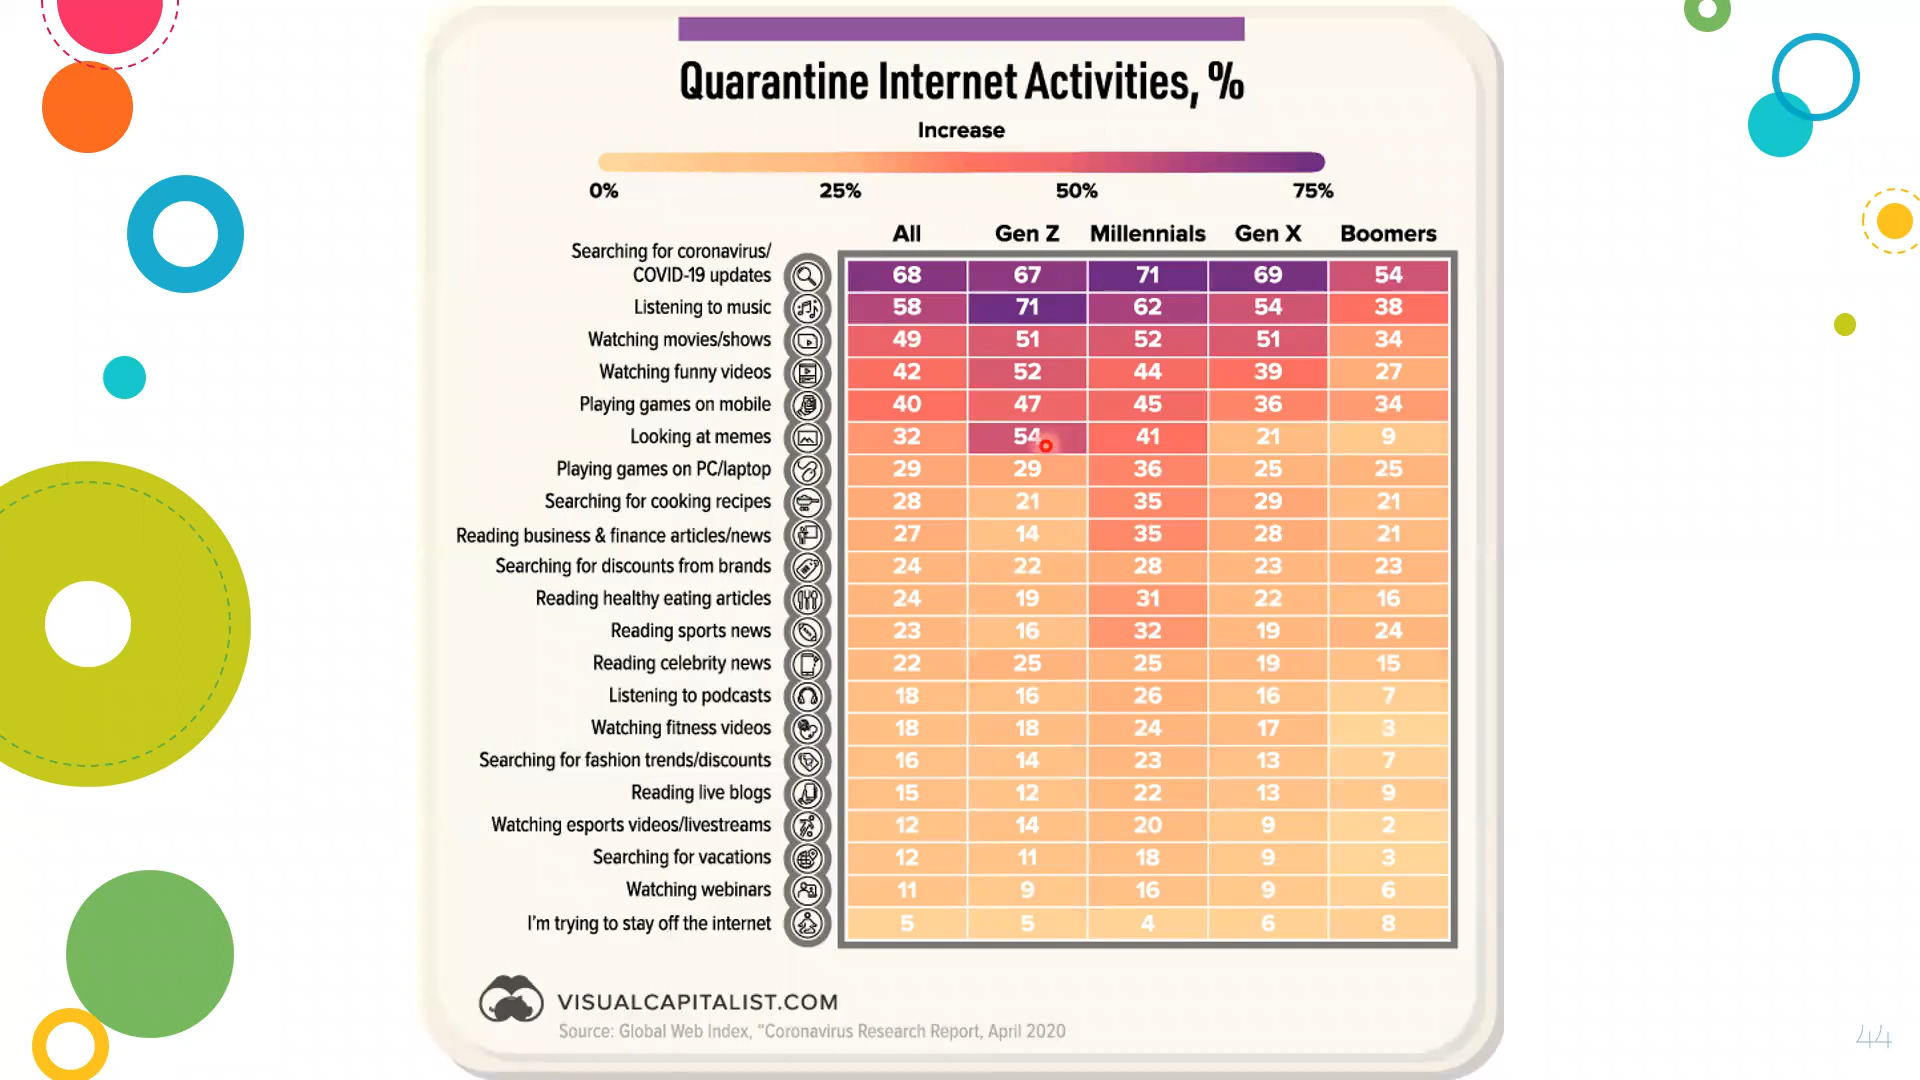 Quarantine Internet Activities, %
Increase
0% 25% 50% 75%
All Gen Z Millennials Gen X Boomers
Searching for coronavirus/
COVID-19 updates 68 67 71 69 54
Listening to music 58 71 62 54 38
Watching movies/shows 49 51 52 51 34
Watching funny videos 42 52 44 39 27
Playing games on mobile 40 47 45 36 34
Looking at memes 32 54 41 21 9
Playing games on PC/laptop 29 29 36 25 25
Searching for cooking recipes 28 21 35 29 21
Reading business & finance articles/news 27 14 35 28 21
Searching for discounts from brands 24 22 28 23 23
Reading healthy eating articles 24 19 31 22 16
Reading sports news 23 16 32 19 24
Reading celebrity news 22 25 25 19 15
Listening to podcasts 18 16 26 16 7
Watching fitness videos 18 18 24 17 3
Searching for fashion trends/discounts 16 14 23 13 7
Reading live blogs 15 12 22 13 9
Watching esports videos/livestreams 12 14 20 9 2
Searching for vacations 12 11 18 9 3
Watching webinars 11 9 16 9 6
I'm trying to stay off the internet 5 5 4 6 8
VISUALCAPITALIST.COM
Source: Global Web Index, "Coronavirus Research Report, April 2020
44